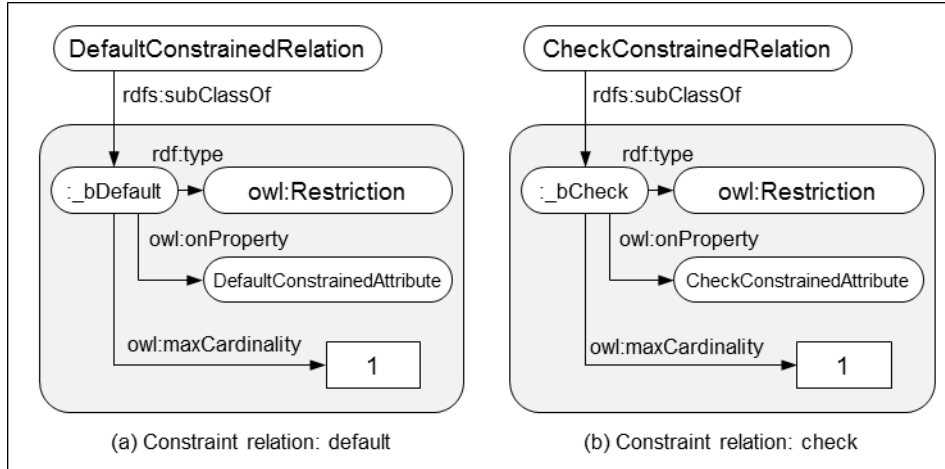 DefaultConstrainedRelation
rdfs:subClassOf
rdf:type
:_bDefault
owl:Restriction
owl:onProperty
DefaultConstrainedAttribute
owl:maxCardinality
1
(a) Constraint relation: default
CheckConstrainedRelation
rdfs:subClassOf
rdf:type
:_bCheck
owl:Restriction
owl:onProperty
CheckConstrainedAttribute
owl:maxCardinality
1
(b) Constraint relation: check